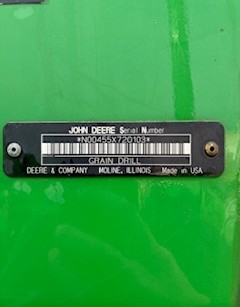 JOHN DEERE Serial Number
*N00455X720103*
GRAIN DRILL
DEERE & COMPANY MOLINE, ILLINOIS Made in USA